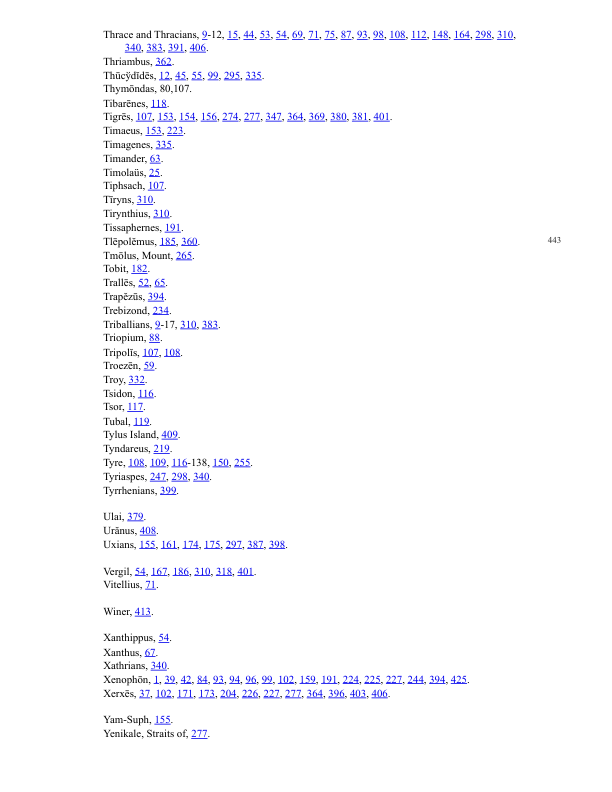 Thrace and Thracians, 9-12, 15, 44, 53, 54, 69, 71, 75, 87, 93, 98, 108, 112, 148, 164, 298, 310,
340, 383, 391, 406.
Thriambus, 362.
Thūcȳdĭdēs, 12, 45, 55, 99, 295, 335.
Thymōndas, 80,107.
Tibarēnes, 118.
Tigrēs, 107, 153, 154, 156, 274, 277, 347, 364, 369, 380, 381, 401.
Timaeus, 153, 223.
Timagenes, 335.
Timander, 63.
Timolaüs, 25.
Tiphsach, 107.
Tīryns, 310.
Tirynthius, 310.
Tissaphernes, 191.
Tlēpolĕmus, 185, 360.
443
Tmōlus, Mount, 265.
Tobit, 182.
Trallēs, 52, 65.
Trapĕzūs, 394.
Trebizond, 234.
Triballians, 9-17, 310, 383.
Triopium, 88.
Tripolīs, 107, 108.
Troezēn, 59.
Troy, 332.
Tsidon, 116.
Tsor, 117.
Tubal, 119.
Tylus Island, 409.
Tyndareus, 219.
Tyre, 108, 109, 116-138, 150, 255.
Tyriaspes, 247, 298, 340.
Tyrrhenians, 399.
Ulai, 379.
Urănus, 408.
Uxians, 155, 161, 174, 175, 297, 387, 398.
Vergil, 54, 167, 186, 310, 318, 401.
Vitellius, 71.
Winer, 413.
Xanthippus, 54.
Xanthus, 67.
Xathrians, 340.
Xenophōn, 1, 39, 42, 84, 93, 94, 96, 99, 102, 159, 191, 224, 225, 227, 244, 394, 425.
Xerxēs, 37, 102, 171, 173, 204, 226, 227, 277, 364, 396, 403, 406.
Yam-Suph, 155.
Yenikale, Straits of, 277.